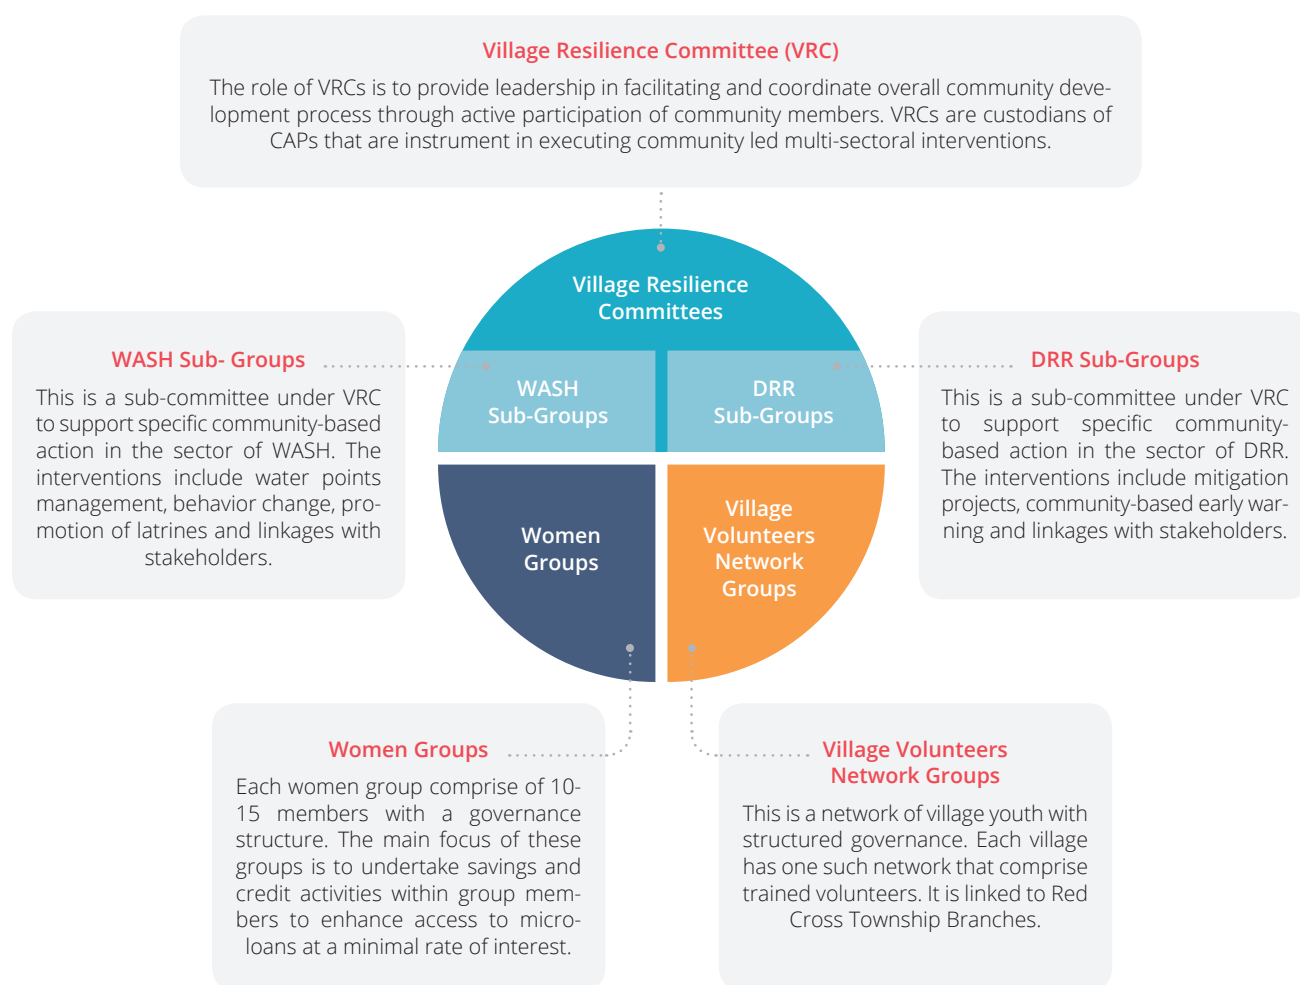 Village Resilience Committee (VRC)
The role of VRCs is to provide leadership in facilitating and coordinate overall community deve-
lopment process through active participation of community members. VRCs are custodians of
CAPs that are instrument in executing community led multi-sectoral interventions.
Village Resilience
Committees
WASH
Sub-Groups
DRR
Sub-Groups
Women
Groups
Village
Volunteers
Network
Groups
WASH Sub- Groups
This is a sub-committee under VRC
to support specific community-based
action in the sector of WASH. The
interventions include water points
management, behavior change, pro-
motion of latrines and linkages with
stakeholders.
DRR Sub-Groups
This is a sub-committee under VRC
to support specific community-
based action in the sector of DRR.
The interventions include mitigation
projects, community-based early war-
ning and linkages with stakeholders.
Women Groups
Each women group comprise of 10-
15 members with a governance
structure. The main focus of these
groups is to undertake savings and
credit activities within group mem-
bers to enhance access to micro-
loans at a minimal rate of interest.
Village Volunteers
Network Groups
This is a network of village youth with
structured governance. Each village
has one such network that comprise
trained volunteers. It is linked to Red
Cross Township Branches.